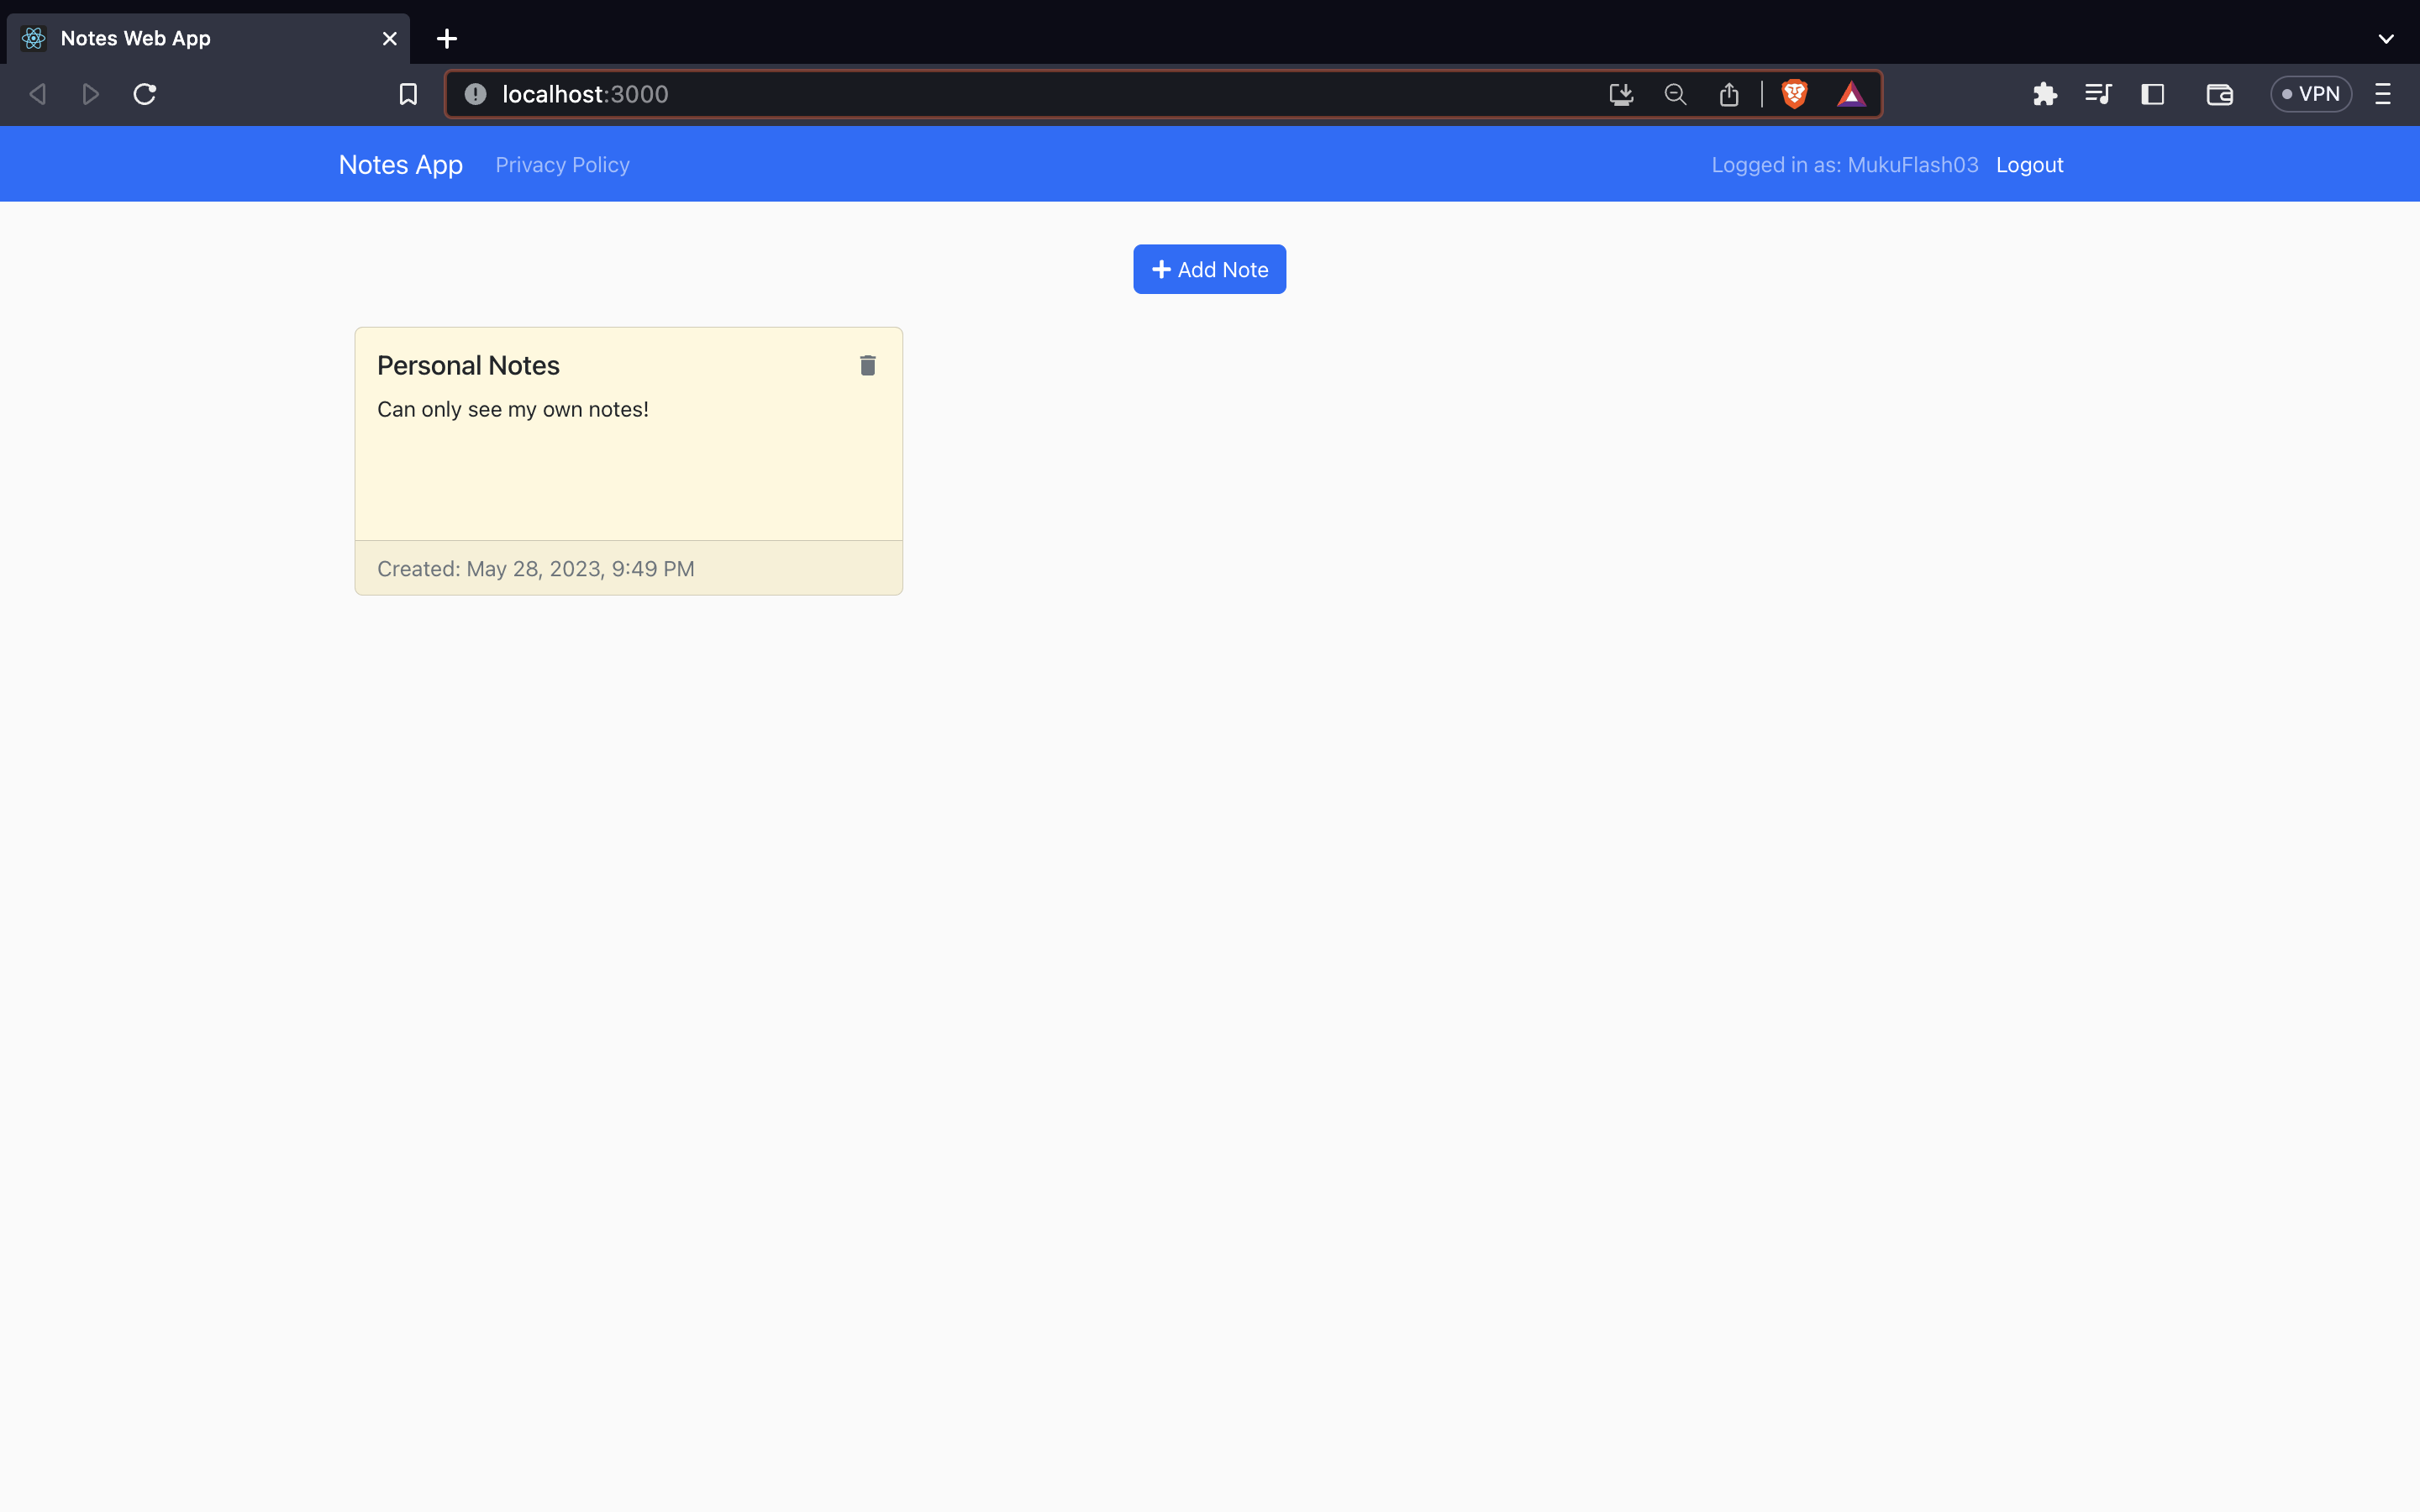 Notes Web App
localhost:3000
VPN
Notes App Privacy Policy Logged in as: MukuFlash03 Logout
Add Note
Personal Notes
Can only see my own notes!
Created: May 28, 2023, 9:49 PM